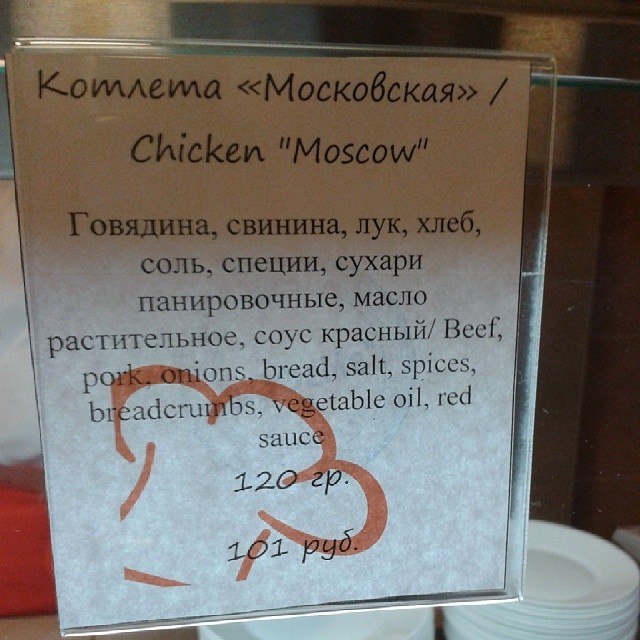 Котлета «Московская» /
Chicken "Moscow"
Говядина, свинина, лук, хлеб,
соль, специи, сухари
панировочные, масло
растительное, соус красный/ Beef,
pork, onions, bread, salt, spices,
breadcrumbs, vegetable oil, red
sauce
120 гр.
101 руб.